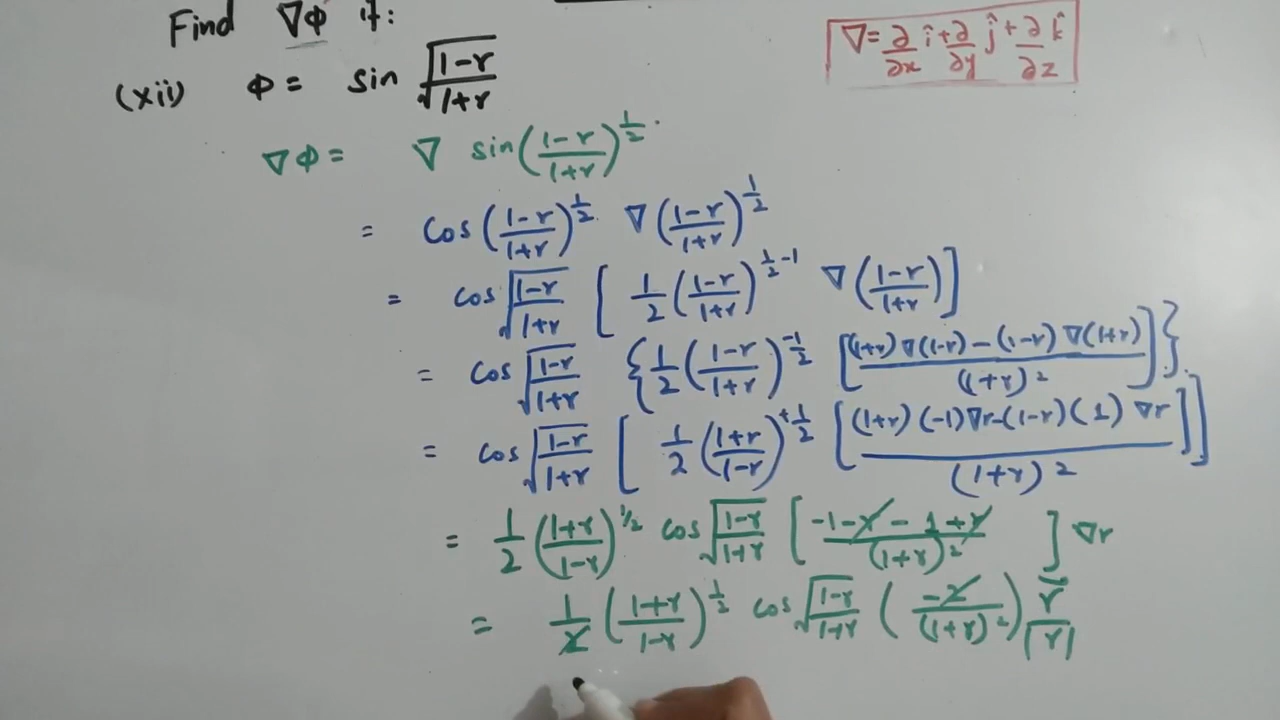 Find ∇Φ if:
∇ = ∂/∂x î + ∂/∂y ĵ + ∂/∂z k̂
(xii) Φ = sin √(1-r)/√(1+r)
∇Φ = ∇ sin((1-r)/(1+r))^(1/2).
= cos((1-r)/(1+r))^(1/2) ∇((1-r)/(1+r))^(1/2)
= cos √((1-r)/(1+r)) [ 1/2 ((1-r)/(1+r))^(1/2-1) ∇((1-r)/(1+r)) ]
= cos √((1-r)/(1+r)) { 1/2 ((1-r)/(1+r))^(-1/2) [ ((1+r)∇(1-r) - (1-r)∇(1+r))/(1+r)² ] }
= cos √((1-r)/(1+r)) [ 1/2 ((1+r)/(1-r))^(+1/2) [ ((1+r)(-1)∇r - (1-r)(1)∇r)/(1+r)² ] ]
= 1/2 ((1+r)/(1-r))^(1/2) cos √((1-r)/(1+r)) [ (-1-r-1+r)/(1+r)² ] ∇r
= 1/2 ((1+r)/(1-r))^(1/2) cos √((1-r)/(1+r)) ( -2/(1+r)² ) r⃗/|r|